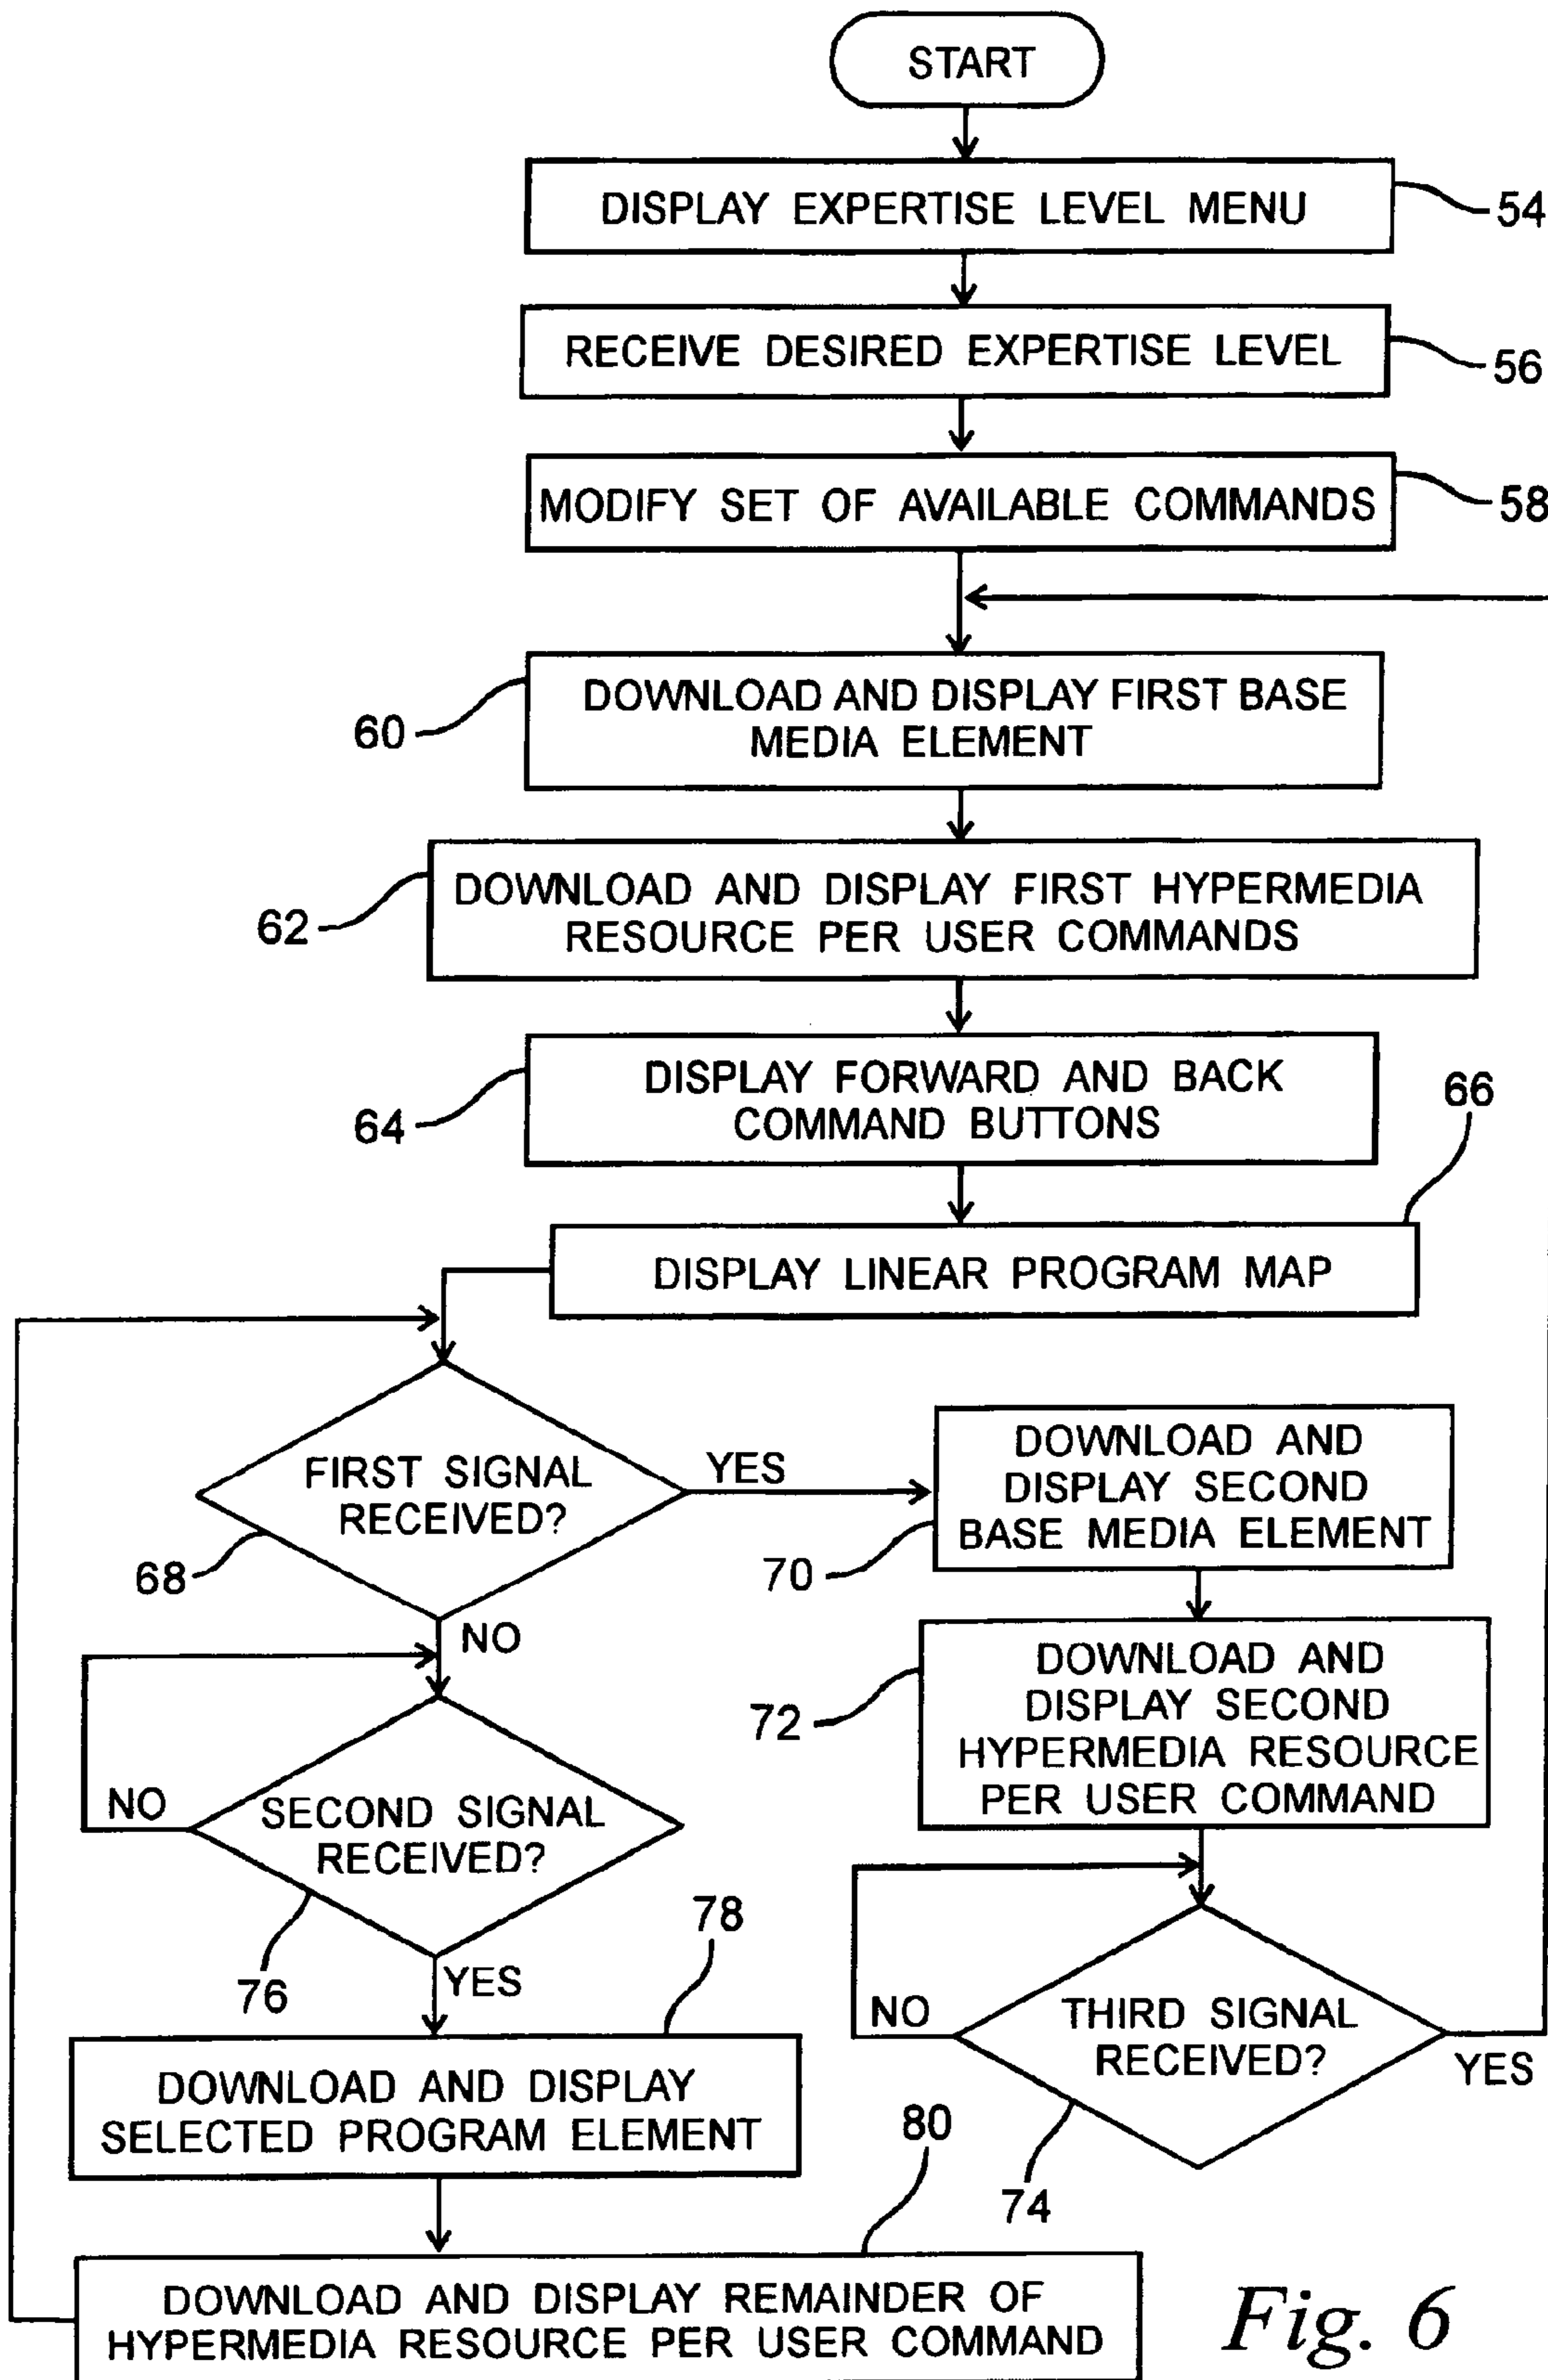 START
DISPLAY EXPERTISE LEVEL MENU
54
RECEIVE DESIRED EXPERTISE LEVEL
56
MODIFY SET OF AVAILABLE COMMANDS
58
DOWNLOAD AND DISPLAY FIRST BASE
MEDIA ELEMENT
60
DOWNLOAD AND DISPLAY FIRST HYPERMEDIA
RESOURCE PER USER COMMANDS
62
DISPLAY FORWARD AND BACK
COMMAND BUTTONS
64
66
DISPLAY LINEAR PROGRAM MAP
FIRST SIGNAL
RECEIVED?
YES
68
NO
DOWNLOAD AND
DISPLAY SECOND
BASE MEDIA ELEMENT
70
DOWNLOAD AND
DISPLAY SECOND
HYPERMEDIA RESOURCE
PER USER COMMAND
72
SECOND SIGNAL
RECEIVED?
NO
76
YES
78
THIRD SIGNAL
RECEIVED?
NO
YES
74
DOWNLOAD AND DISPLAY
SELECTED PROGRAM ELEMENT
80
DOWNLOAD AND DISPLAY REMAINDER OF
HYPERMEDIA RESOURCE PER USER COMMAND
Fig. 6